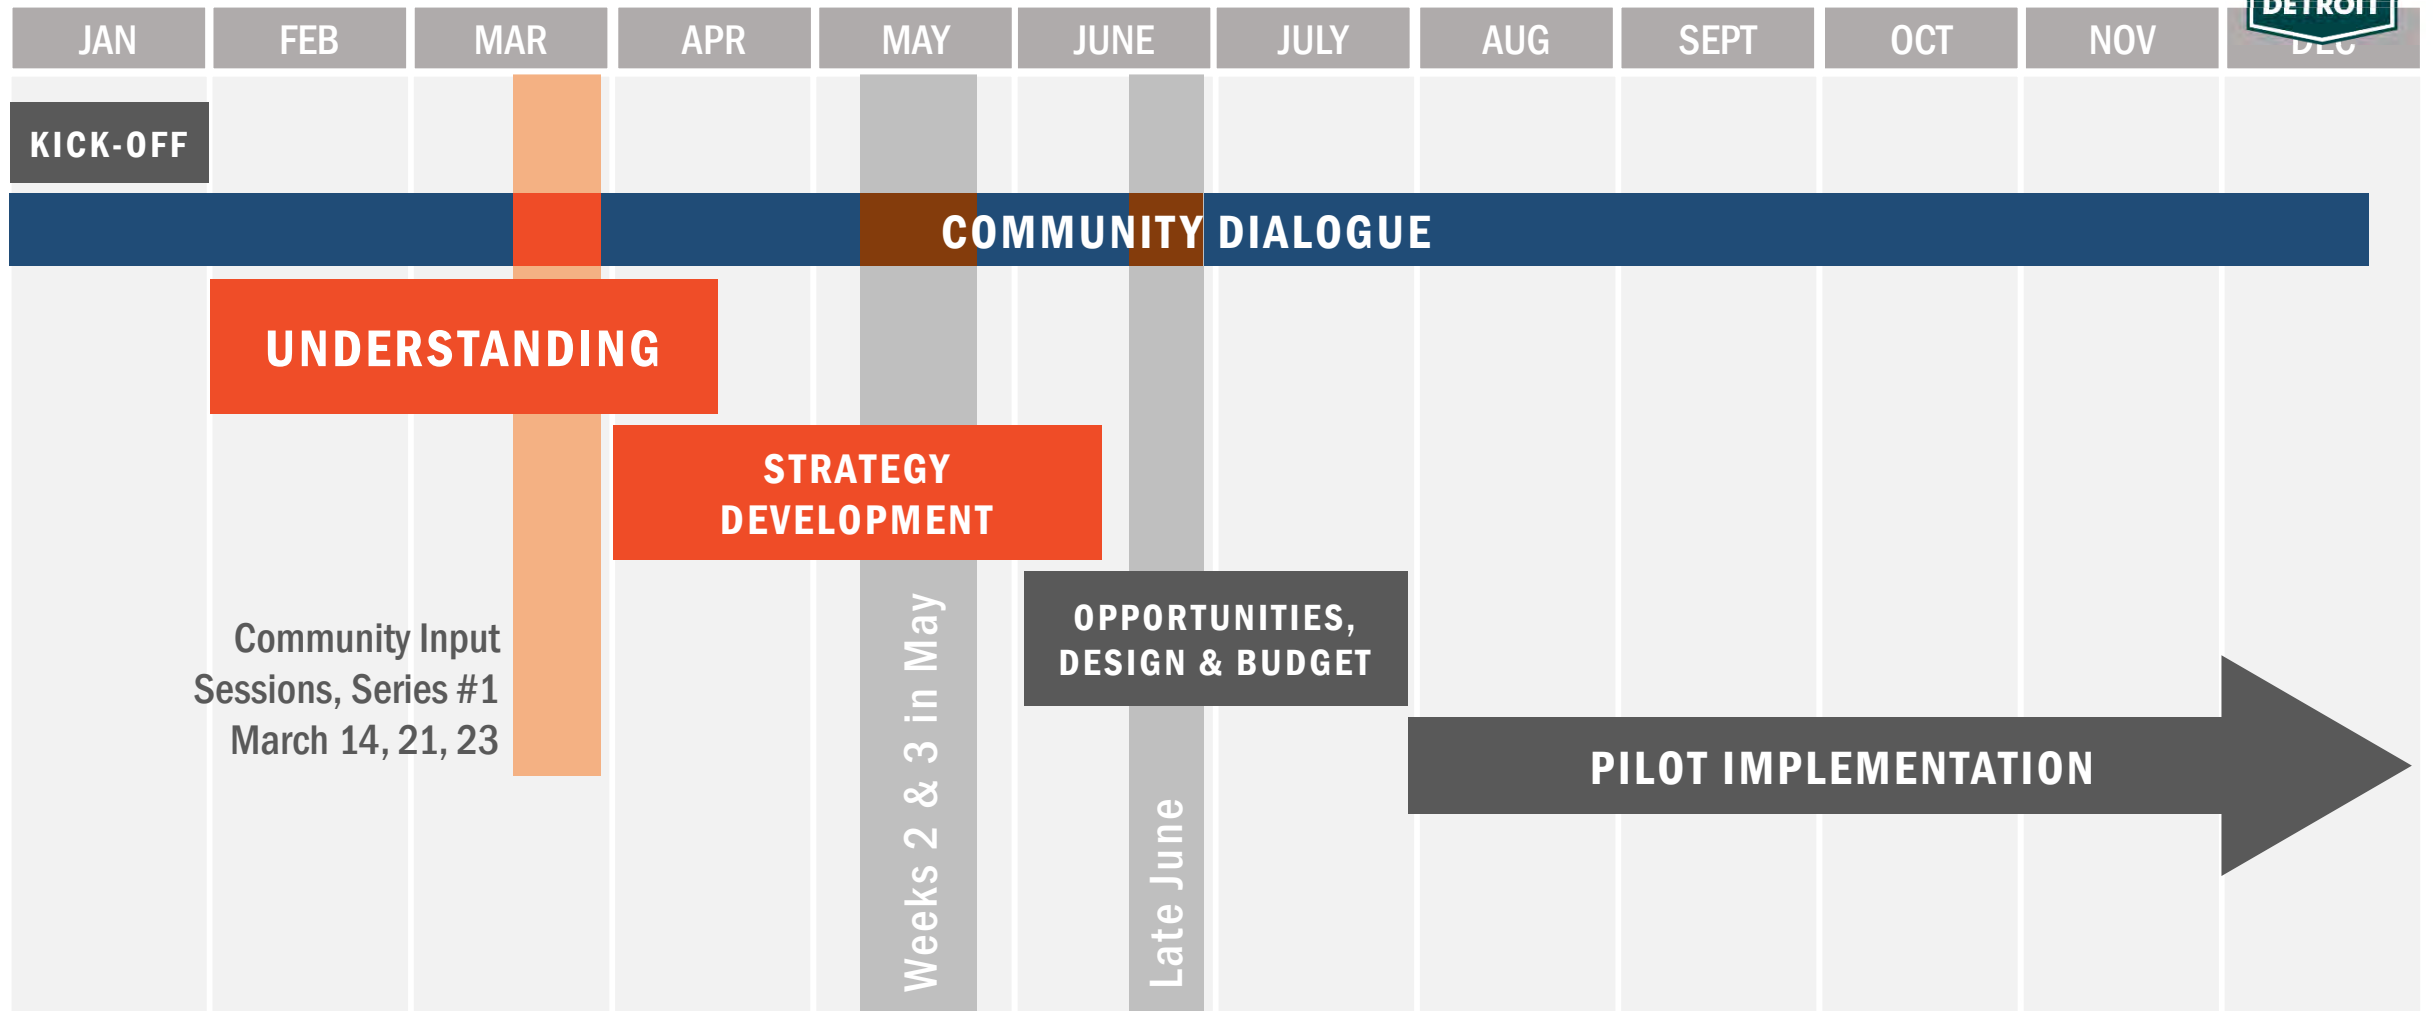 DETROIT
JAN FEB MAR APR MAY JUNE JULY AUG SEPT OCT NOV DEC
KICK-OFF
COMMUNITY DIALOGUE
UNDERSTANDING
STRATEGY
DEVELOPMENT
OPPORTUNITIES,
DESIGN & BUDGET
Community Input
Sessions, Series #1
March 14, 21, 23
Weeks 2 & 3 in May
Late June
PILOT IMPLEMENTATION